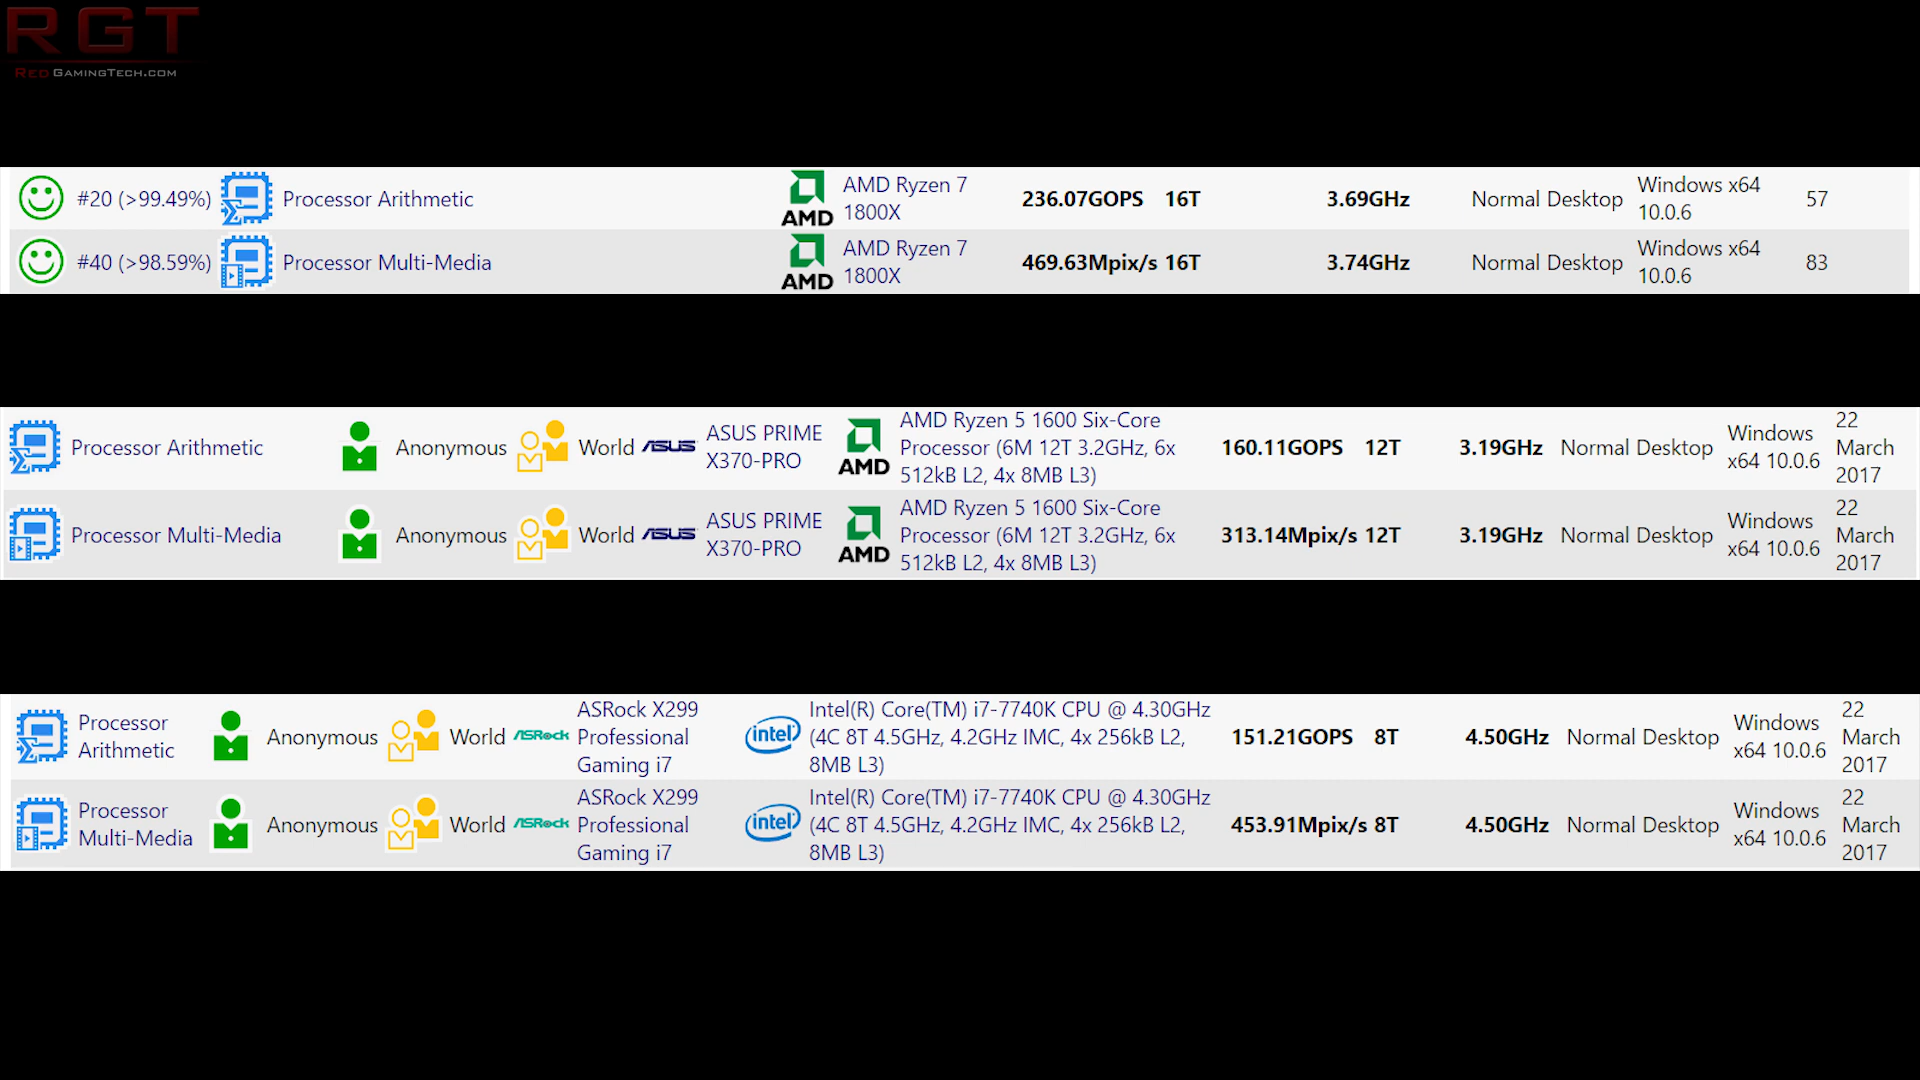 RGT
RedGamingTech.com
#20 (>99.49%) Processor Arithmetic AMD AMD Ryzen 7 1800X 236.07GOPS 16T 3.69GHz Normal Desktop Windows x64 10.0.6 57
#40 (>98.59%) Processor Multi-Media AMD AMD Ryzen 7 1800X 469.63Mpix/s 16T 3.74GHz Normal Desktop Windows x64 10.0.6 83
Processor Arithmetic Anonymous World ASUS ASUS PRIME X370-PRO AMD AMD Ryzen 5 1600 Six-Core Processor (6M 12T 3.2GHz, 6x 512kB L2, 4x 8MB L3) 160.11GOPS 12T 3.19GHz Normal Desktop Windows x64 10.0.6 22 March 2017
Processor Multi-Media Anonymous World ASUS ASUS PRIME X370-PRO AMD AMD Ryzen 5 1600 Six-Core Processor (6M 12T 3.2GHz, 6x 512kB L2, 4x 8MB L3) 313.14Mpix/s 12T 3.19GHz Normal Desktop Windows x64 10.0.6 22 March 2017
Processor Arithmetic Anonymous World ASRock ASRock X299 Professional Gaming i7 intel Intel(R) Core(TM) i7-7740K CPU @ 4.30GHz (4C 8T 4.5GHz, 4.2GHz IMC, 4x 256kB L2, 8MB L3) 151.21GOPS 8T 4.50GHz Normal Desktop Windows x64 10.0.6 22 March 2017
Processor Multi-Media Anonymous World ASRock ASRock X299 Professional Gaming i7 intel Intel(R) Core(TM) i7-7740K CPU @ 4.30GHz (4C 8T 4.5GHz, 4.2GHz IMC, 4x 256kB L2, 8MB L3) 453.91Mpix/s 8T 4.50GHz Normal Desktop Windows x64 10.0.6 22 March 2017